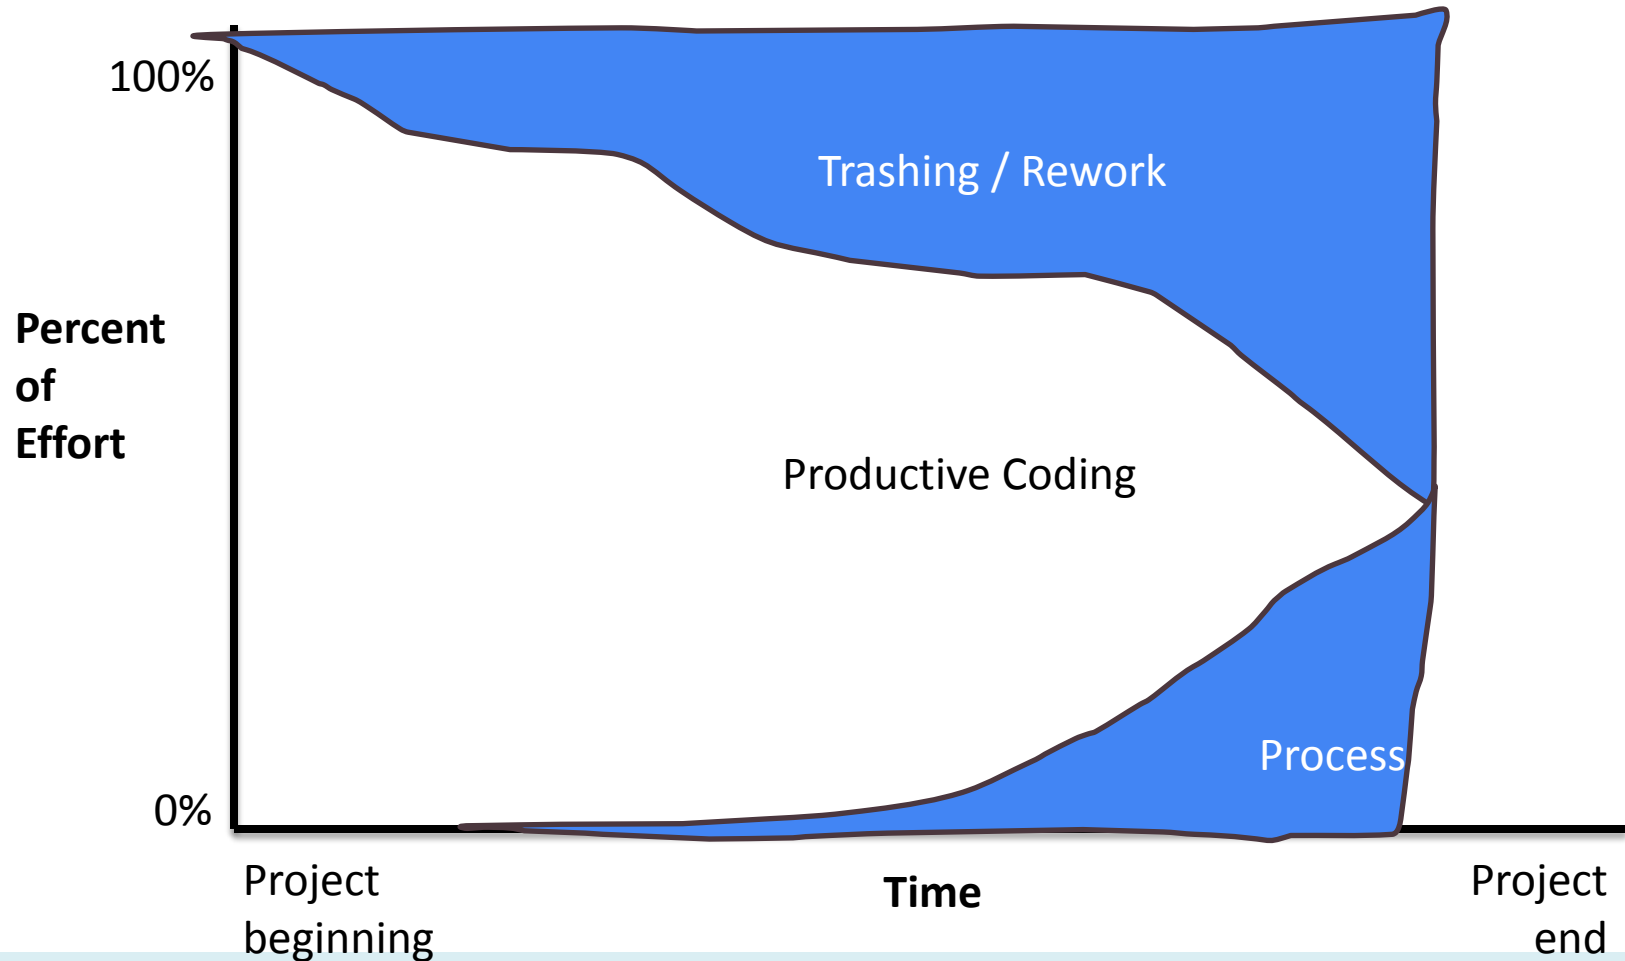 100%
Trashing / Rework
Percent
of
Effort
Productive Coding
Process
0%
Project
beginning
Time
Project
end